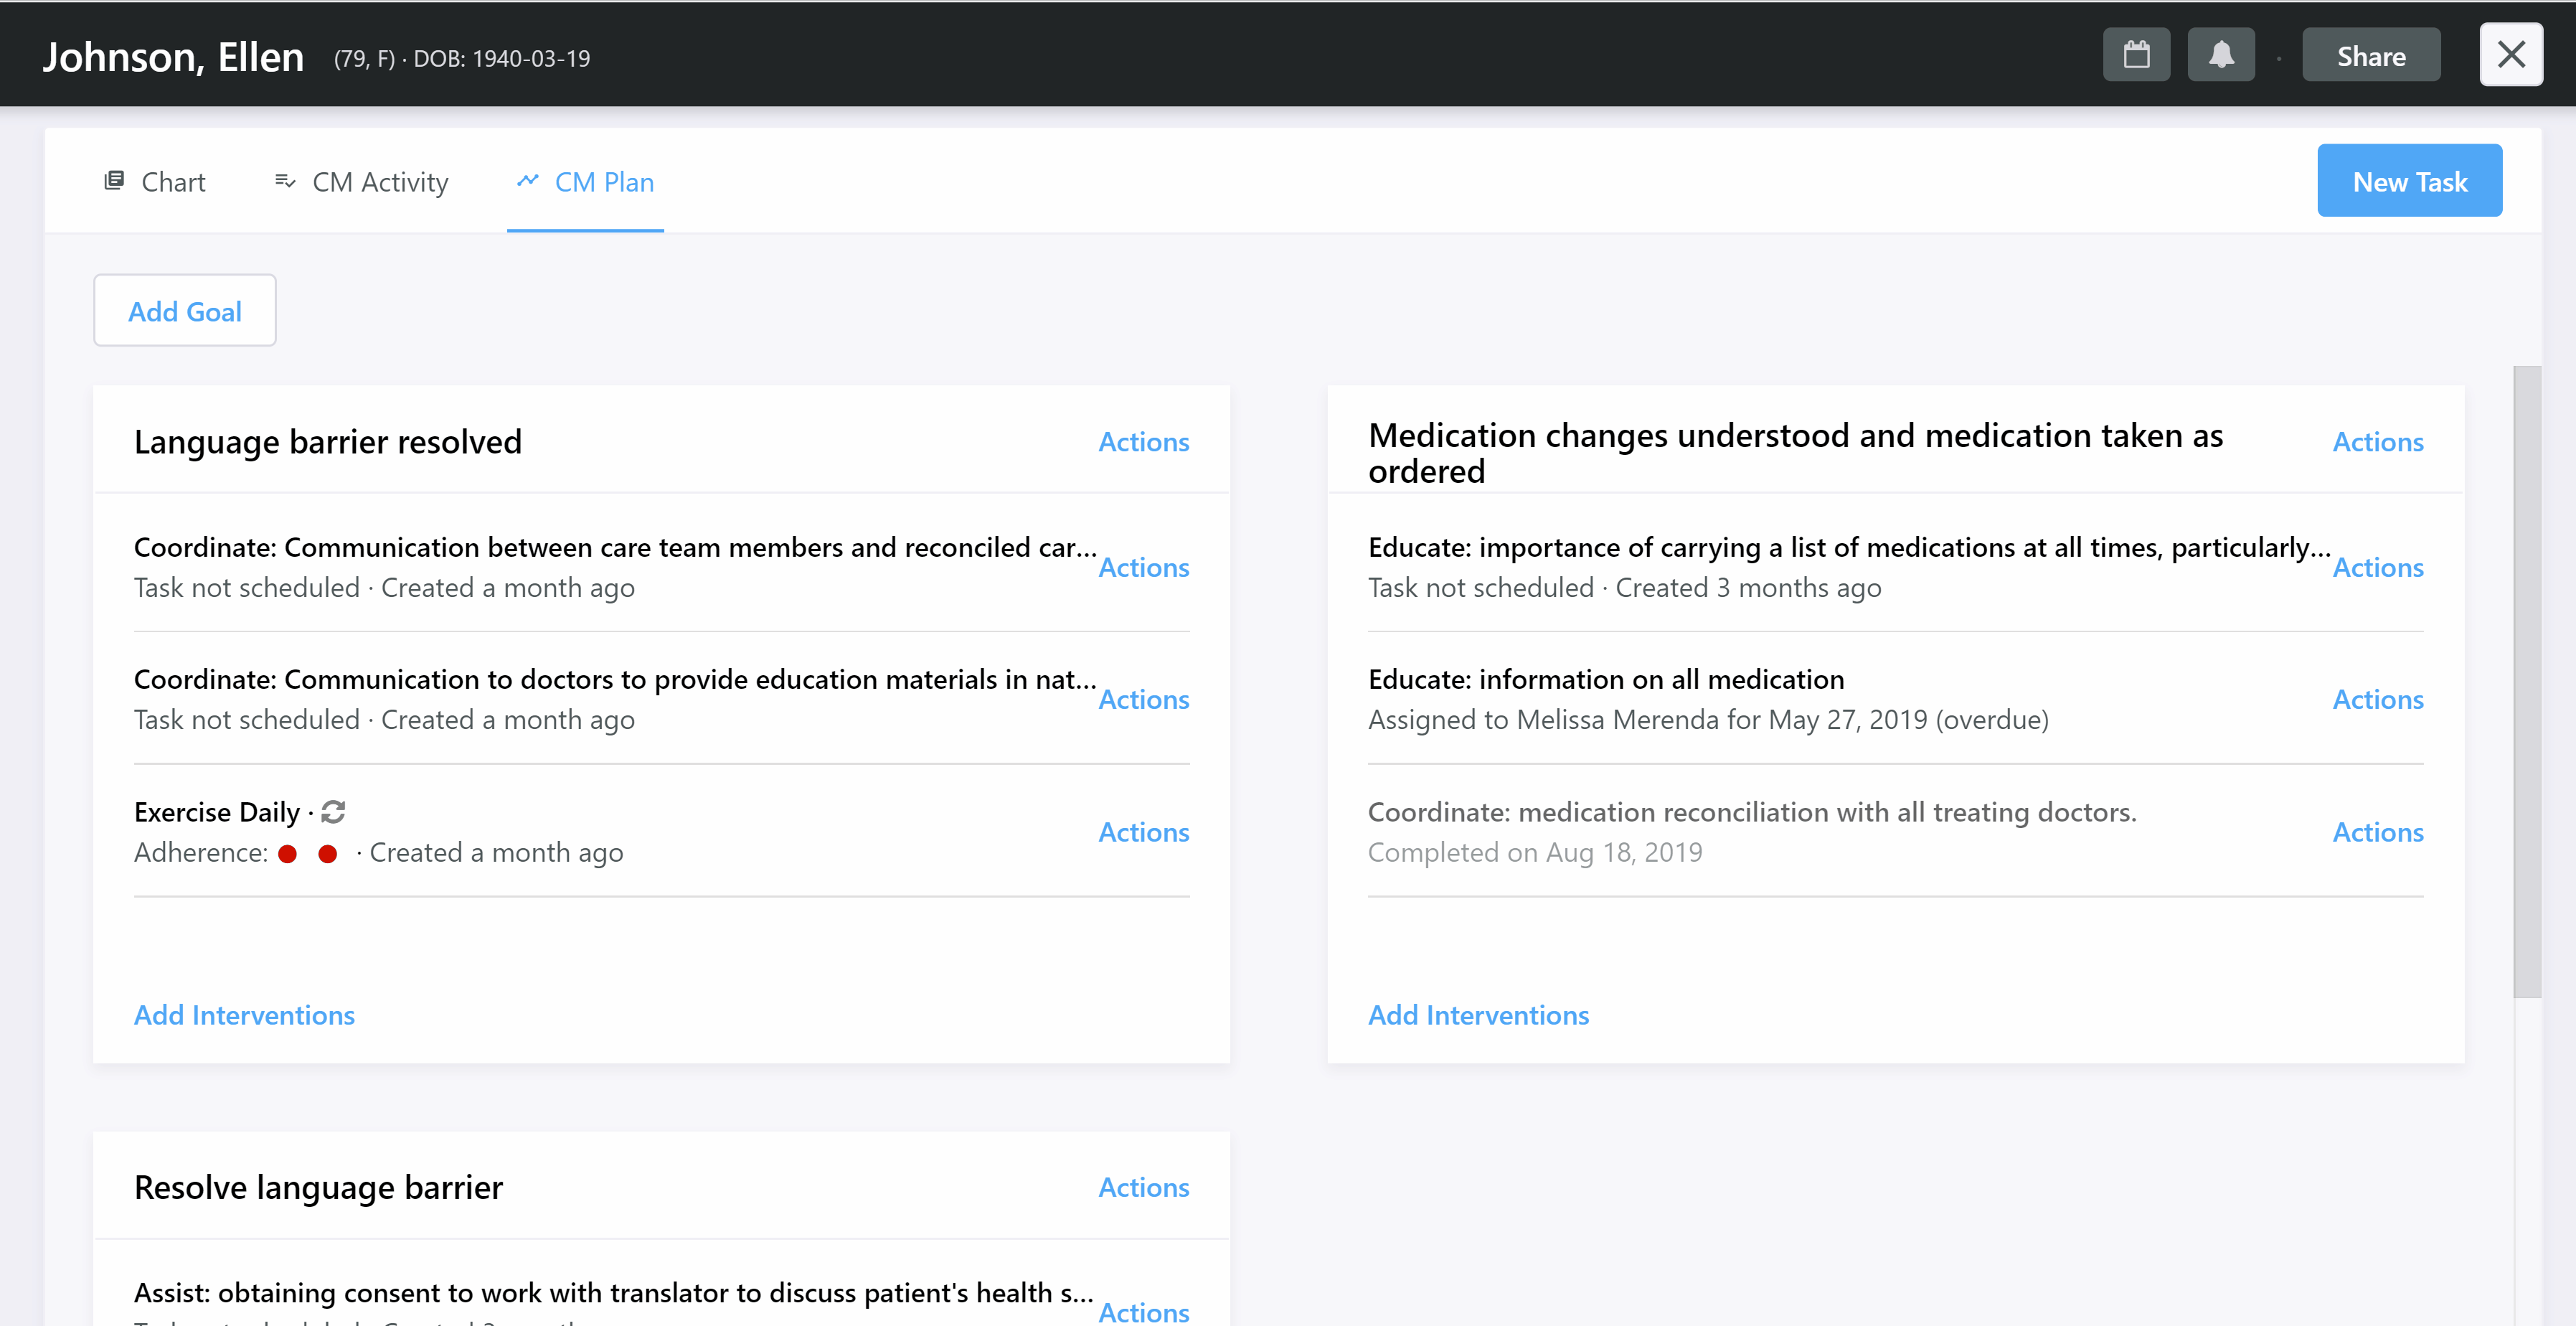 Johnson, Ellen (79, F) · DOB: 1940-03-19
Share
Chart
CM Activity
CM Plan
New Task
Add Goal
Language barrier resolved
Actions
Coordinate: Communication between care team members and reconciled car...
Task not scheduled · Created a month ago
Actions
Coordinate: Communication to doctors to provide education materials in nat...
Task not scheduled · Created a month ago
Actions
Exercise Daily ·
Adherence: · Created a month ago
Actions
Add Interventions
Medication changes understood and medication taken as
ordered
Actions
Educate: importance of carrying a list of medications at all times, particularly...
Task not scheduled · Created 3 months ago
Actions
Educate: information on all medication
Assigned to Melissa Merenda for May 27, 2019 (overdue)
Actions
Coordinate: medication reconciliation with all treating doctors.
Completed on Aug 18, 2019
Actions
Add Interventions
Resolve language barrier
Actions
Assist: obtaining consent to work with translator to discuss patient's health s...
Actions